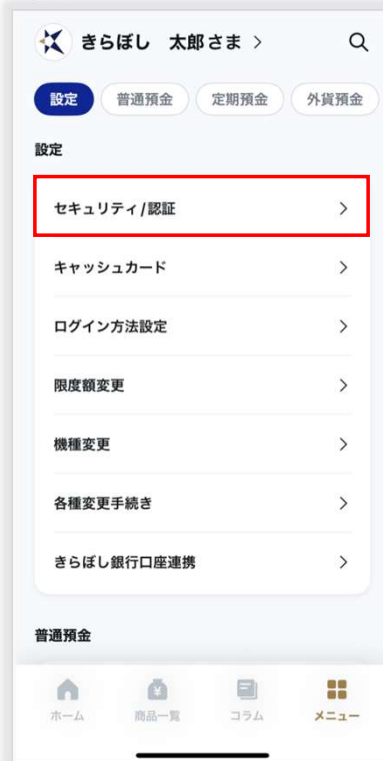 きらぼし 太郎さま
設定 普通預金 定期預金 外貨預金
設定
セキュリティ/認証
キャッシュカード
ログイン方法設定
限度額変更
機種変更
各種変更手続き
きらぼし銀行口座連携
普通預金
ホーム 商品一覧 コラム メニュー